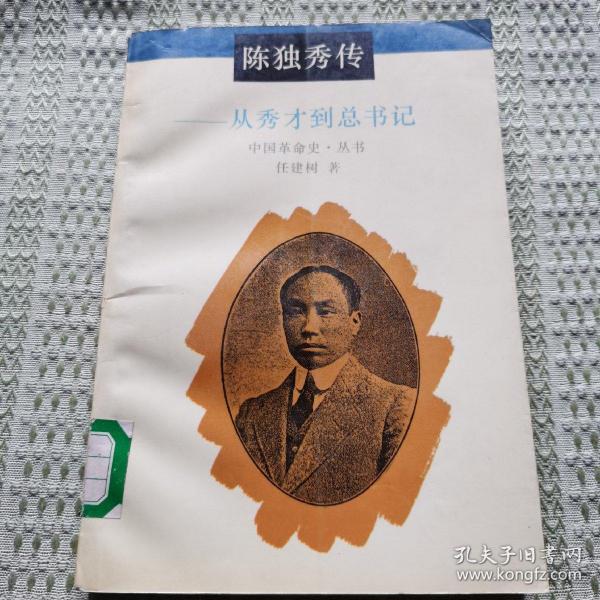 陈独秀传
——从秀才到总书记
中国革命史·丛书
任建树 著
孔夫子旧书网
www.kongfz.com